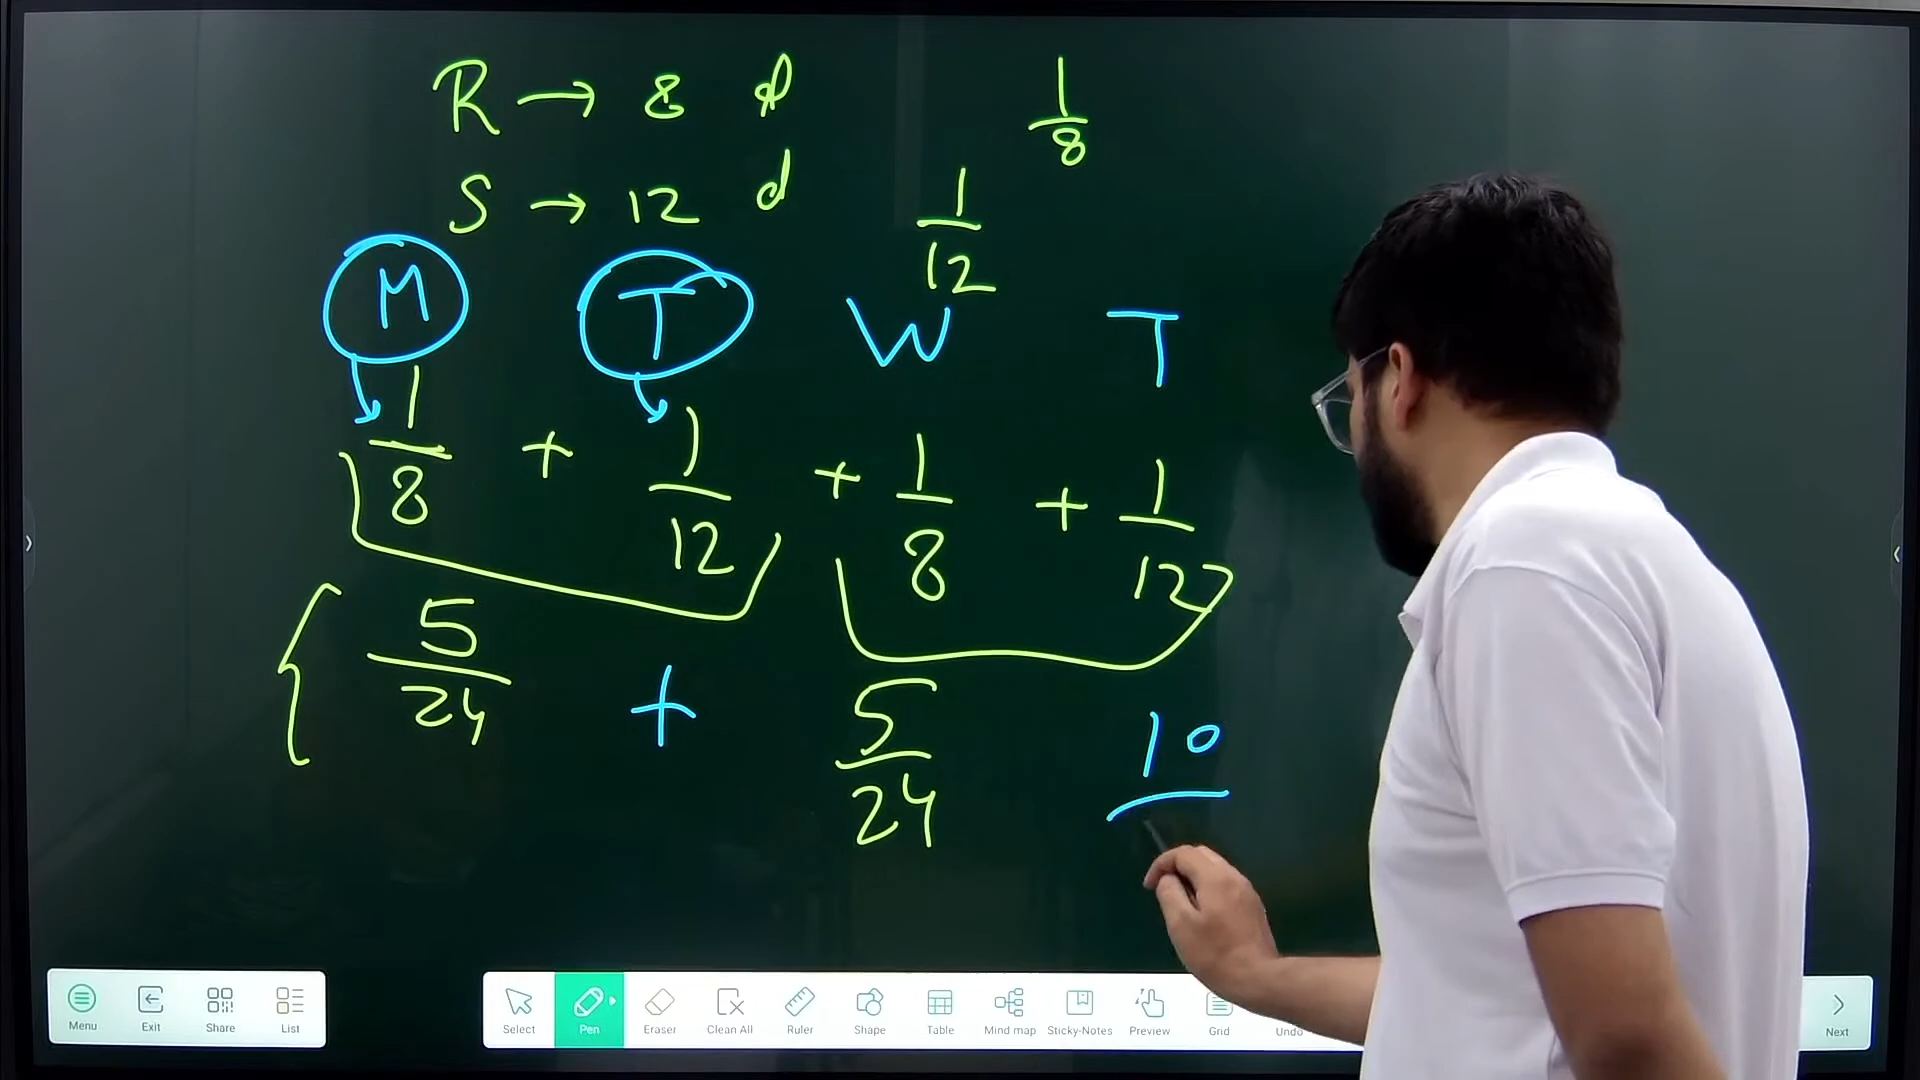 R → 8 d
1/8
S → 12 d
1/12
M T W T
1/8 + 1/12 + 1/8 + 1/12
5/24 + 5/24 10
Menu Exit Share List Select Pen Eraser Clean All Ruler Shape Table Mind map Sticky-Notes Preview Grid Undo Next